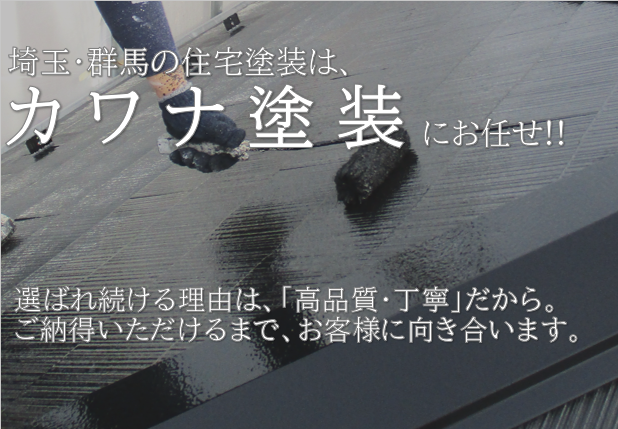 埼玉・群馬の住宅塗装は、
カワナ塗装 にお任せ!!
選ばれ続ける理由は、「高品質・丁寧」だから。
ご納得いただけるまで、お客様に向き合います。